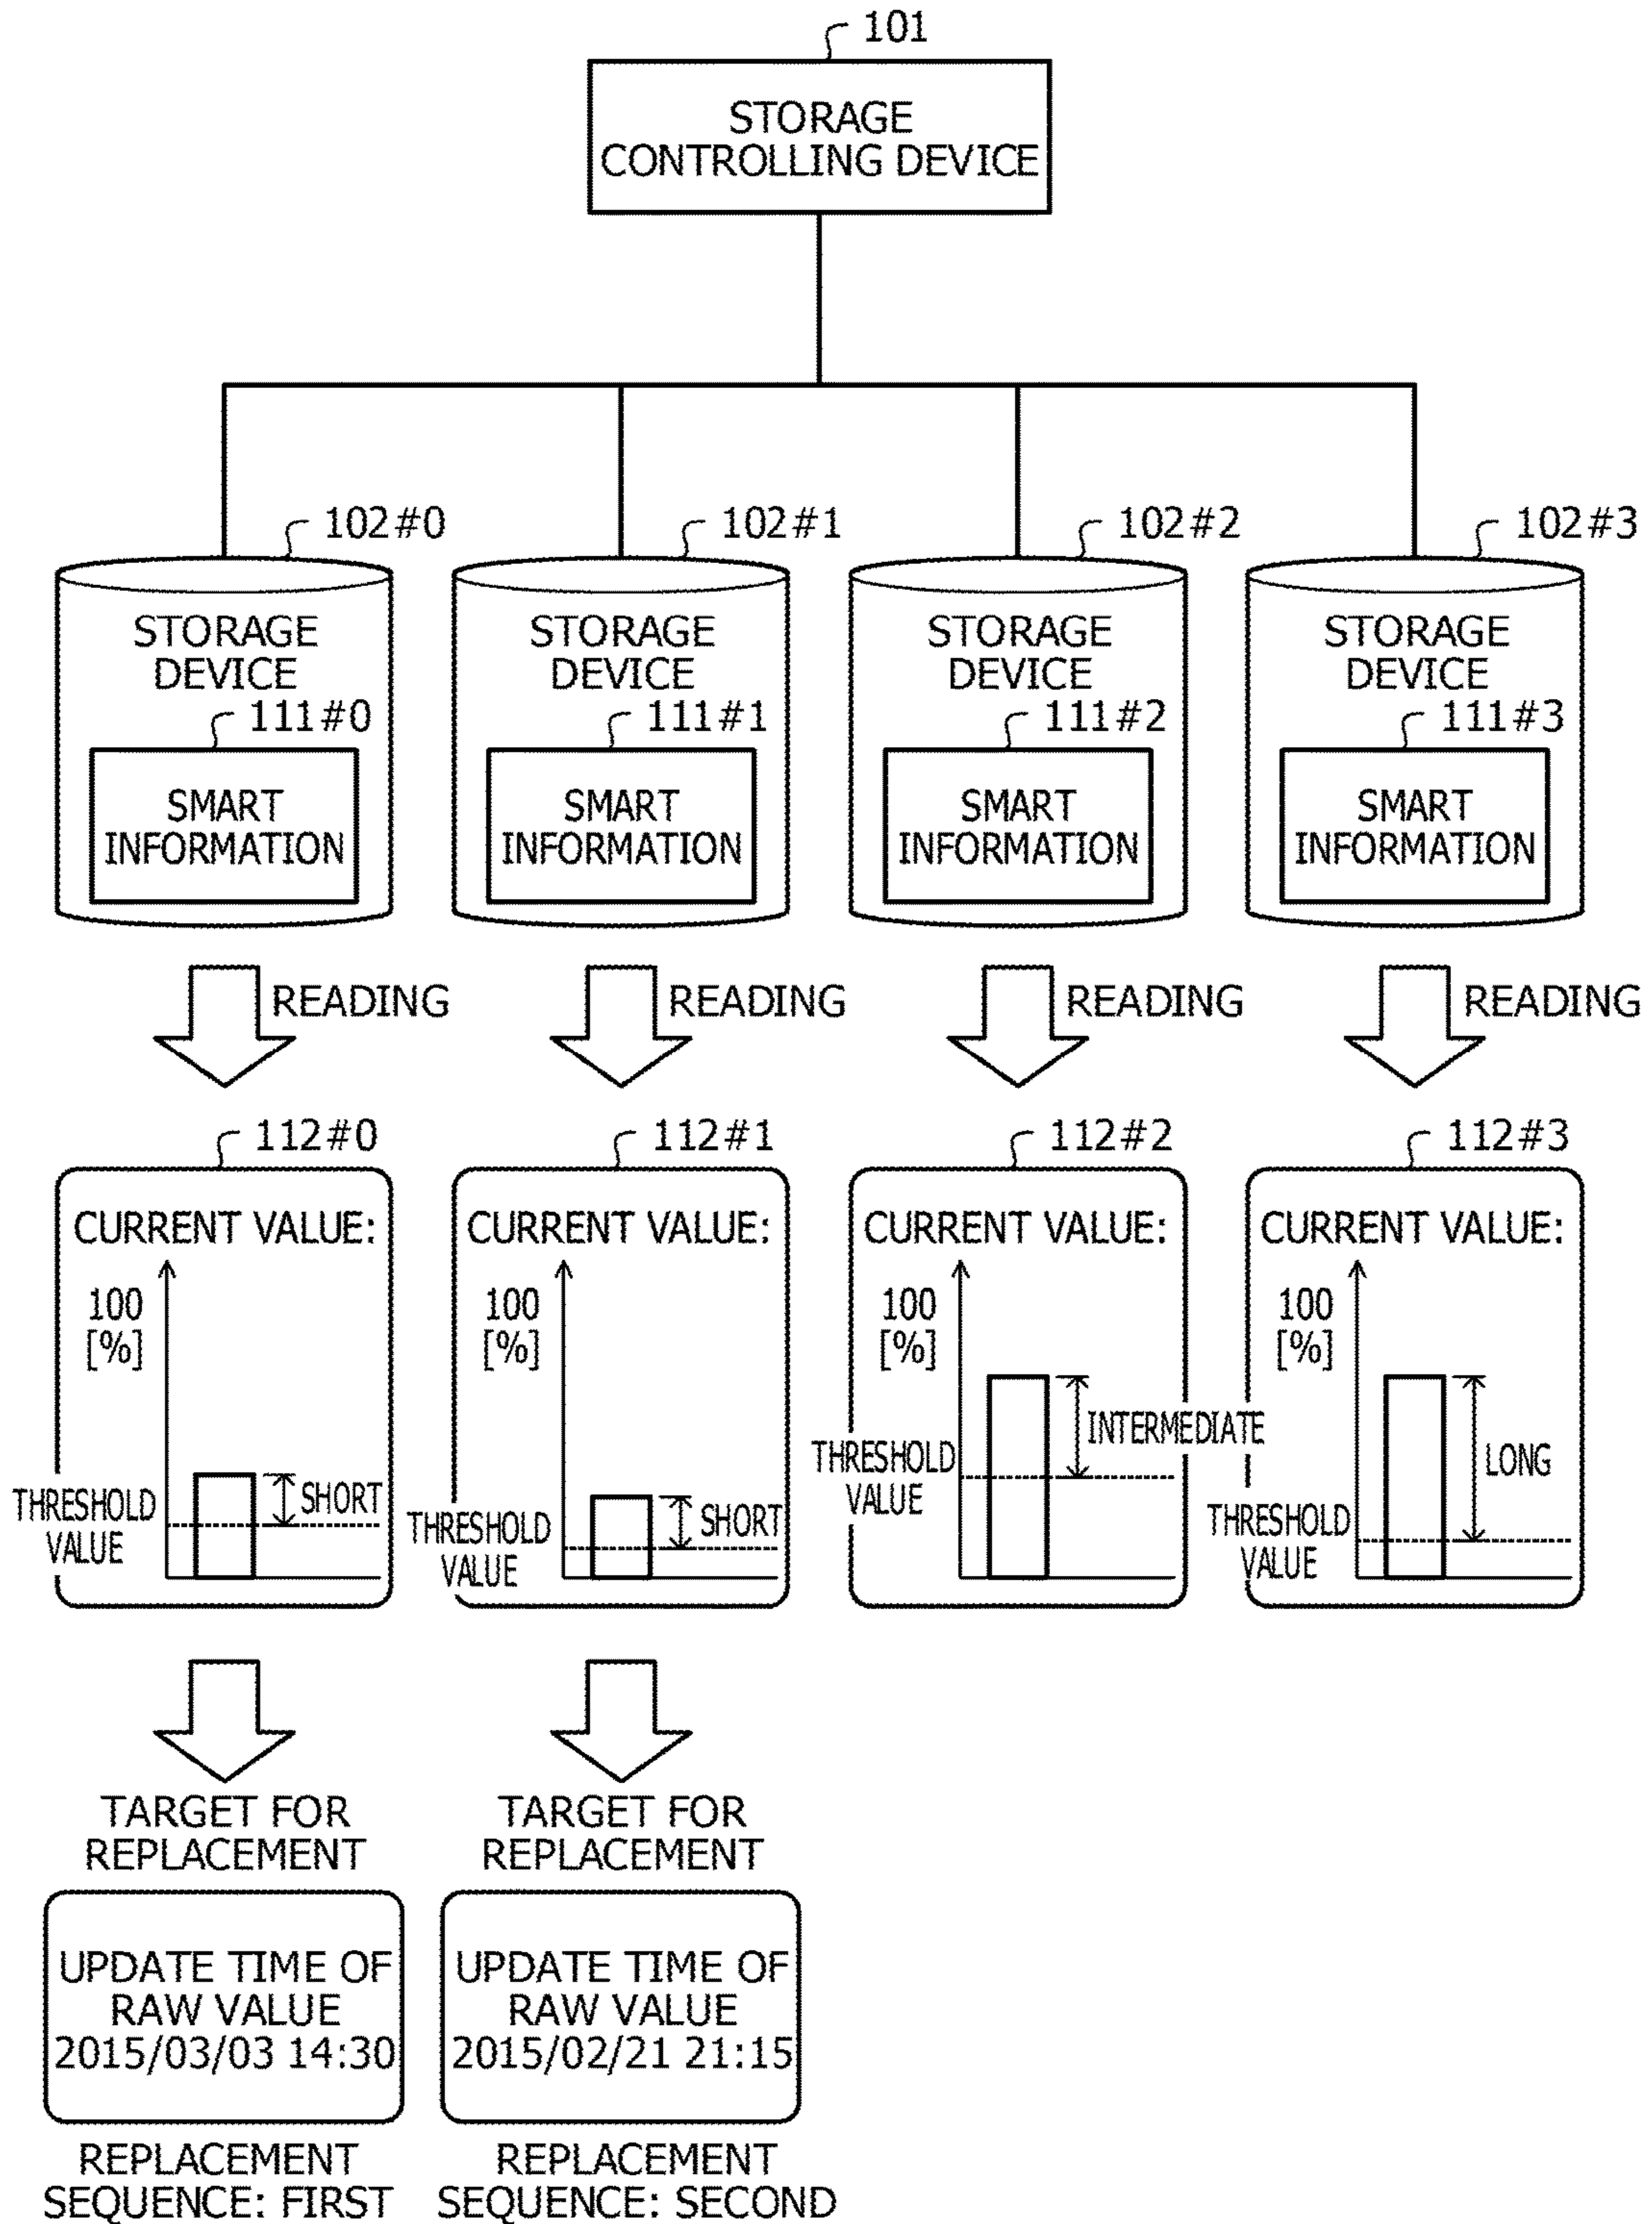 101
STORAGE
CONTROLLING DEVICE
102#0
102#1
102#2
102#3
STORAGE
DEVICE
STORAGE
DEVICE
STORAGE
DEVICE
STORAGE
DEVICE
111#0
111#1
111#2
111#3
SMART
INFORMATION
SMART
INFORMATION
SMART
INFORMATION
SMART
INFORMATION
READING
READING
READING
READING
112#0
112#1
112#2
112#3
CURRENT VALUE:
100
[%]
THRESHOLD
VALUE
SHORT
CURRENT VALUE:
100
[%]
THRESHOLD
VALUE
SHORT
CURRENT VALUE:
100
[%]
THRESHOLD
VALUE
INTERMEDIATE
CURRENT VALUE:
100
[%]
THRESHOLD
VALUE
LONG
TARGET FOR
REPLACEMENT
UPDATE TIME OF
RAW VALUE
2015/03/03 14:30
REPLACEMENT
SEQUENCE: FIRST
TARGET FOR
REPLACEMENT
UPDATE TIME OF
RAW VALUE
2015/02/21 21:15
REPLACEMENT
SEQUENCE: SECOND